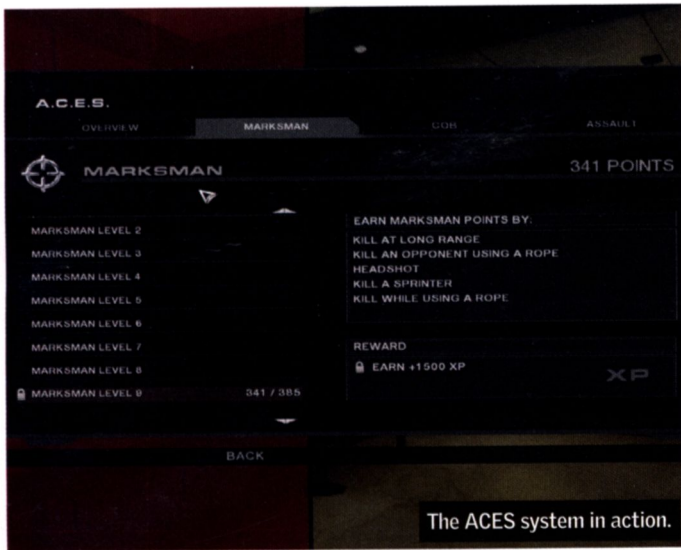 A.C.E.S.
OVERVIEW MARKSMAN CQB ASSAULT
MARKSMAN 341 POINTS
MARKSMAN LEVEL 2
MARKSMAN LEVEL 3
MARKSMAN LEVEL 4
MARKSMAN LEVEL 5
MARKSMAN LEVEL 6
MARKSMAN LEVEL 7
MARKSMAN LEVEL 8
MARKSMAN LEVEL 9 341 / 385
EARN MARKSMAN POINTS BY:
KILL AT LONG RANGE
KILL AN OPPONENT USING A ROPE
HEADSHOT
KILL A SPRINTER
KILL WHILE USING A ROPE
REWARD
EARN +1500 XP
XP
BACK
The ACES system in action.